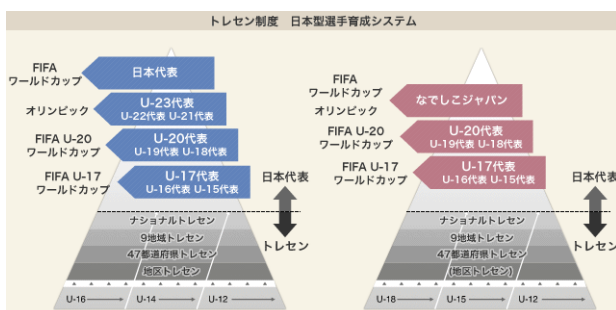 トレセン制度 日本型選手育成システム
FIFA
ワールドカップ
日本代表
オリンピック
U-23代表
U-22代表 U-21代表
FIFA U-20
ワールドカップ
U-20代表
U-19代表 U-18代表
FIFA U-17
ワールドカップ
U-17代表
U-16代表 U-15代表
日本代表
トレセン
ナショナルトレセン
9地域トレセン
47都道府県トレセン
地区トレセン
U-16
U-14
U-12
FIFA
ワールドカップ
オリンピック
なでしこジャパン
FIFA U-20
ワールドカップ
U-20代表
U-19代表 U-18代表
FIFA U-17
ワールドカップ
U-17代表
U-16代表 U-15代表
日本代表
トレセン
ナショナルトレセン
9地域トレセン
47都道府県トレセン
(地区トレセン)
U-18
U-15
U-12